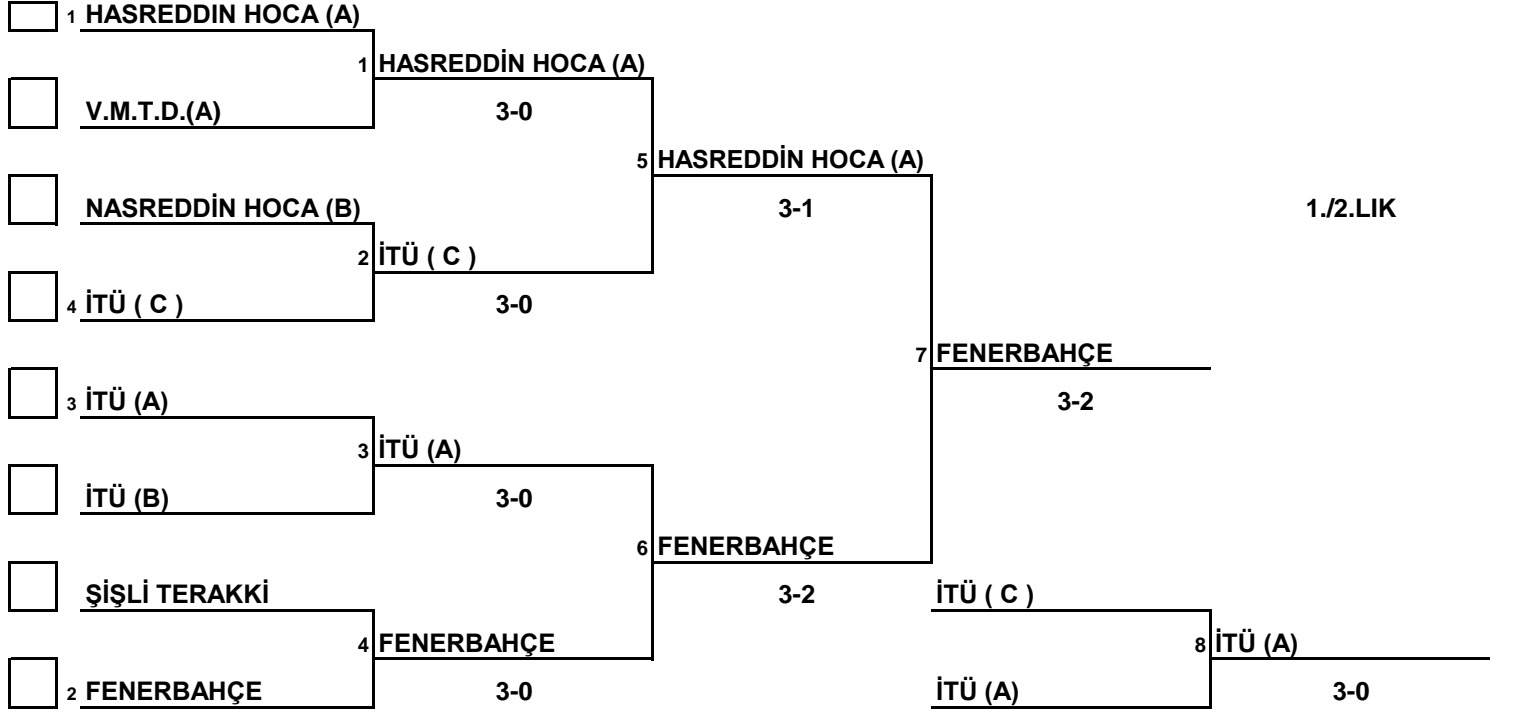 1 HASREDDIN HOCA (A)
1 HASREDDİN HOCA (A)
V.M.T.D.(A) 3-0
5 HASREDDİN HOCA (A)
NASREDDİN HOCA (B) 3-1 1./2.LIK
2 İTÜ ( C )
4 İTÜ ( C ) 3-0
7 FENERBAHÇE
3 İTÜ (A) 3-2
3 İTÜ (A)
İTÜ (B) 3-0
6 FENERBAHÇE
ŞİŞLİ TERAKKİ 3-2 İTÜ ( C )
4 FENERBAHÇE 8 İTÜ (A)
2 FENERBAHÇE 3-0 İTÜ (A) 3-0